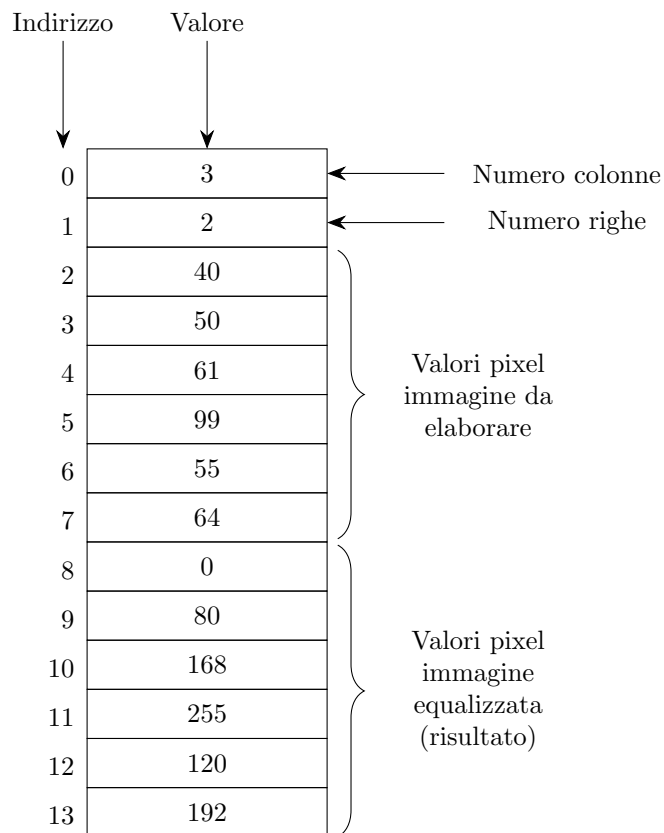 Indirizzo Valore
0 3 Numero colonne
1 2 Numero righe
2 40
3 50
4 61
5 99
6 55
7 64
Valori pixel
immagine da
elaborare
8 0
9 80
10 168
11 255
12 120
13 192
Valori pixel
immagine
equalizzata
(risultato)